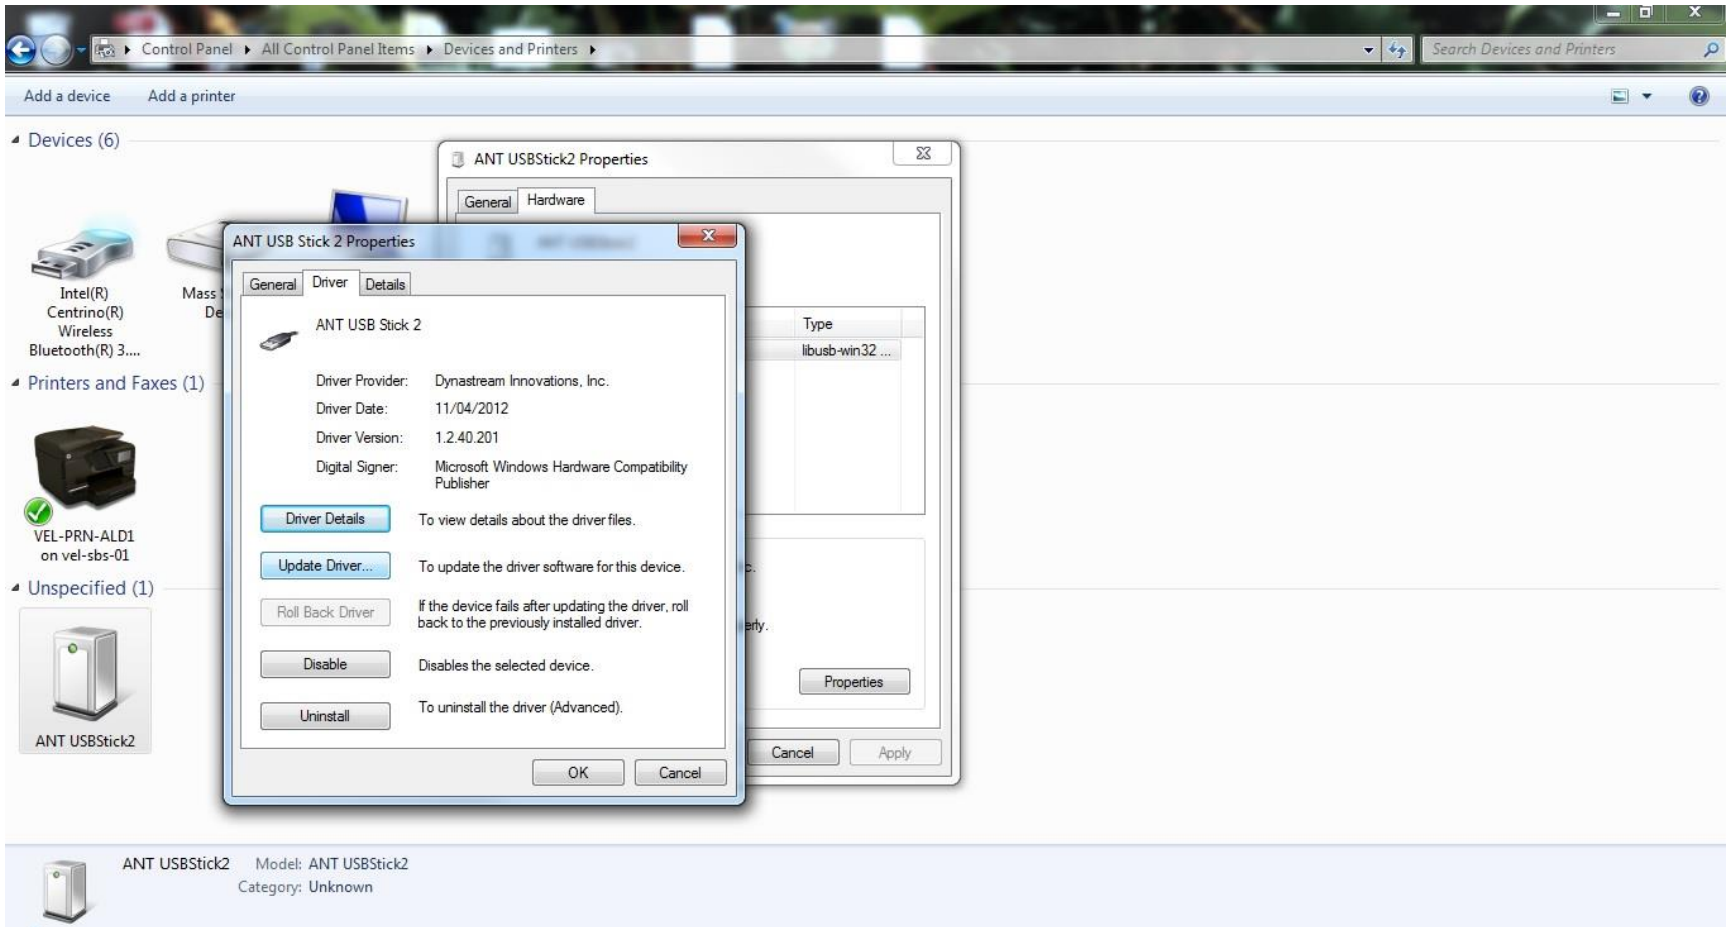 Control Panel
All Control Panel Items
Devices and Printers
Search Devices and Printers
Add a device
Add a printer
Devices (6)
Intel(R)
Centrino(R)
Wireless
Bluetooth(R) 3....
Mass
De
Printers and Faxes (1)
VEL-PRN-ALD1
on vel-sbs-01
Unspecified (1)
ANT USBStick2
ANT USBStick2 Properties
General
Hardware
Type
libusb-win32 ...
erly.
Properties
Cancel
Apply
ANT USB Stick 2 Properties
General
Driver
Details
ANT USB Stick 2
Driver Provider: Dynastream Innovations, Inc.
Driver Date: 11/04/2012
Driver Version: 1.2.40.201
Digital Signer: Microsoft Windows Hardware Compatibility
Publisher
Driver Details
To view details about the driver files.
Update Driver...
To update the driver software for this device.
Roll Back Driver
If the device fails after updating the driver, roll
back to the previously installed driver.
Disable
Disables the selected device.
Uninstall
To uninstall the driver (Advanced).
OK
Cancel
ANT USBStick2
Model: ANT USBStick2
Category: Unknown